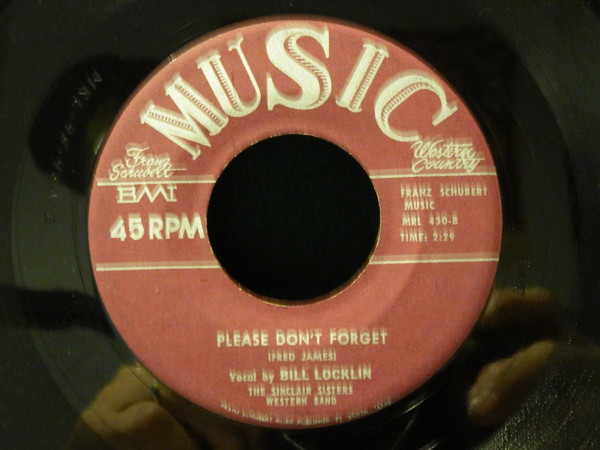 MUSIC
Franz
Schubert
Western
Country
BMI
45 RPM
FRANZ SCHUBERT
MUSIC
MRL 450-B
TIME: 2:29
PLEASE DON'T FORGET
(FRED JAMES)
Vocal by BILL LOCKLIN
THE SINCLAIR SISTERS
WESTERN BAND